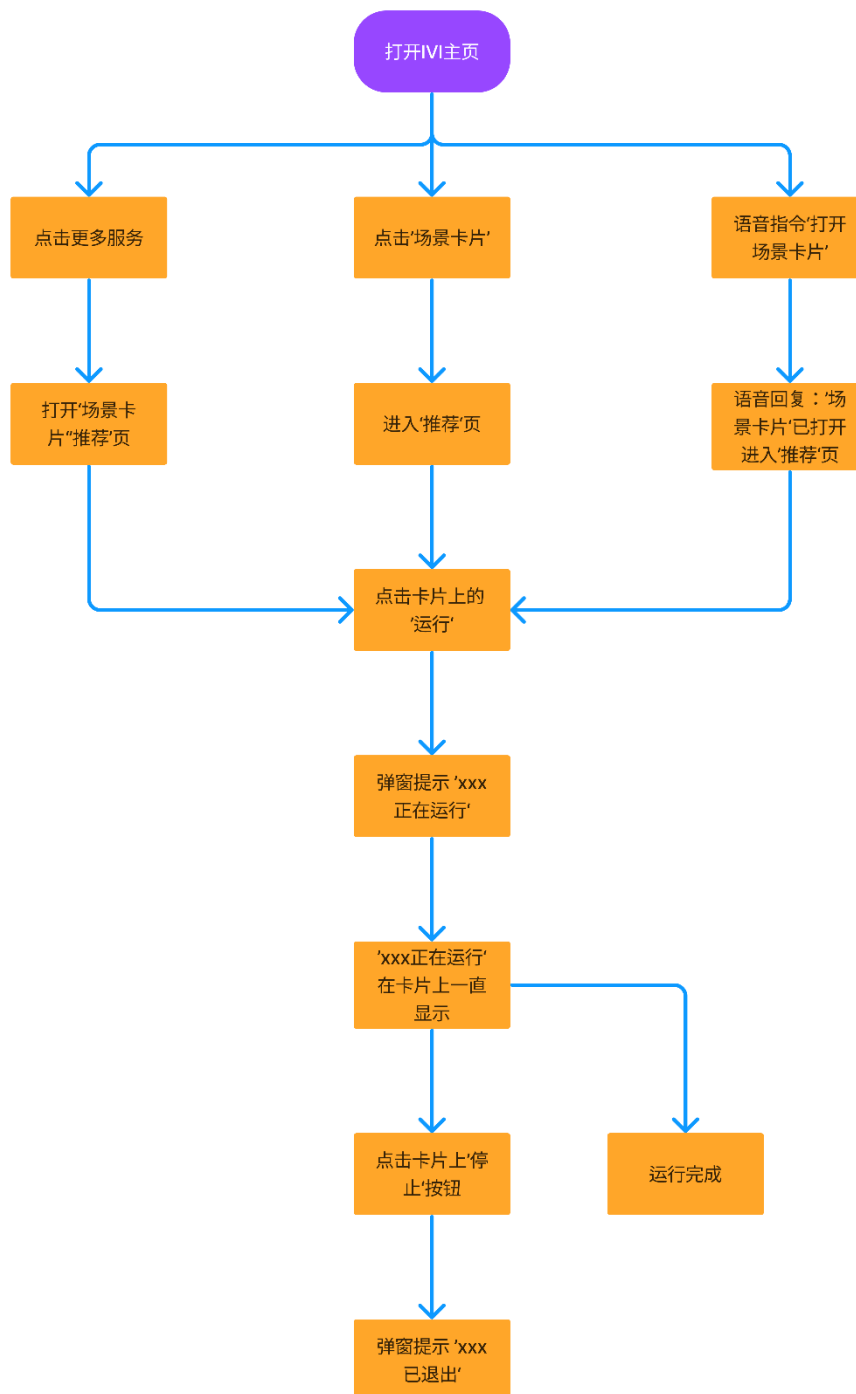 打开IVI主页
点击更多服务
点击‘场景卡片’
语音指令‘打开
场景卡片’
打开‘场景卡
片’‘推荐’页
进入‘推荐’页
语音回复：’场
景卡片‘已打开
进入‘推荐’页
点击卡片上的
‘运行‘
弹窗提示 ’xxx
正在运行‘
’xxx正在运行‘
在卡片上一直
显示
点击卡片上’停
止‘按钮
运行完成
弹窗提示 ’xxx
已退出‘